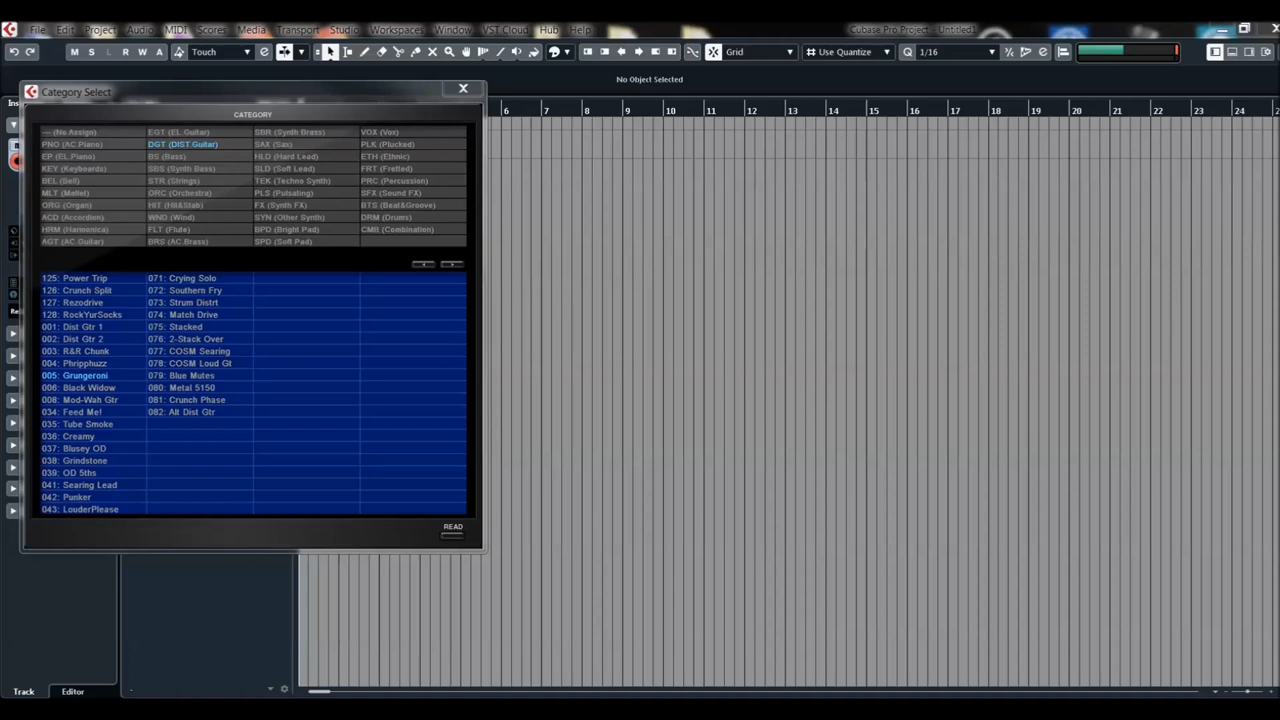 File Edit Project Audio MIDI Scores Media Transport Studio Workspaces Window VST Cloud Hub Help Cubase Pro Project - Untitled1
M S L R W A Touch Grid Use Quantize Q 1/16
No Object Selected
Category Select
Ins
6 7 8 9 10 11 12 13 14 15 16 17 18 19 20 21 22 23 24
CATEGORY
--- (No Assign) EGT (EL.Guitar) SBR (Synth Brass) VOX (Vox)
PNO (AC.Piano) DGT (DIST.Guitar) SAX (Sax) PLK (Plucked)
EP (EL.Piano) BS (Bass) HLD (Hard Lead) ETH (Ethnic)
KEY (Keyboards) SBS (Synth Bass) SLD (Soft Lead) FRT (Fretted)
BEL (Bell) STR (Strings) TEK (Techno Synth) PRC (Percussion)
MLT (Mallet) ORC (Orchestra) PLS (Pulsating) SFX (Sound FX)
ORG (Organ) HIT (Hit&Stab) FX (Synth FX) BTS (Beat&Groove)
ACD (Accordion) WND (Wind) SYN (Other Synth) DRM (Drums)
HRM (Harmonica) FLT (Flute) BPD (Bright Pad) CMB (Combination)
AGT (AC.Guitar) BRS (AC.Brass) SPD (Soft Pad)
125: Power Trip 071: Crying Solo
126: Crunch Split 072: Southern Fry
127: Rezodrive 073: Strum Distrt
128: RockYurSocks 074: Match Drive
001: Dist Gtr 1 075: Stacked
002: Dist Gtr 2 076: 2-Stack Over
003: R&R Chunk 077: COSM Searing
004: Phripphuzz 078: COSM Loud Gt
005: Grungeroni 079: Blue Mutes
006: Black Widow 080: Metal 5150
008: Mod-Wah Gtr 081: Crunch Phase
034: Feed Me! 082: Alt Dist Gtr
035: Tube Smoke
036: Creamy
037: Blusey OD
038: Grindstone
039: OD 5ths
041: Searing Lead
042: Punker
043: LouderPlease
READ
Track Editor